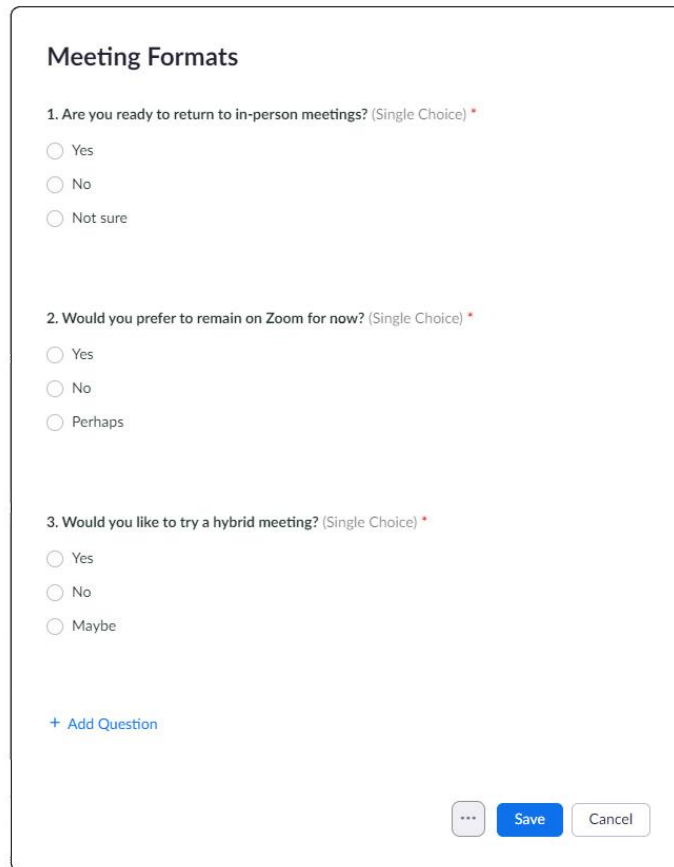 Meeting Formats
1. Are you ready to return to in-person meetings? (Single Choice) *
Yes
No
Not sure
2. Would you prefer to remain on Zoom for now? (Single Choice) *
Yes
No
Perhaps
3. Would you like to try a hybrid meeting? (Single Choice) *
Yes
No
Maybe
+ Add Question
... Save Cancel